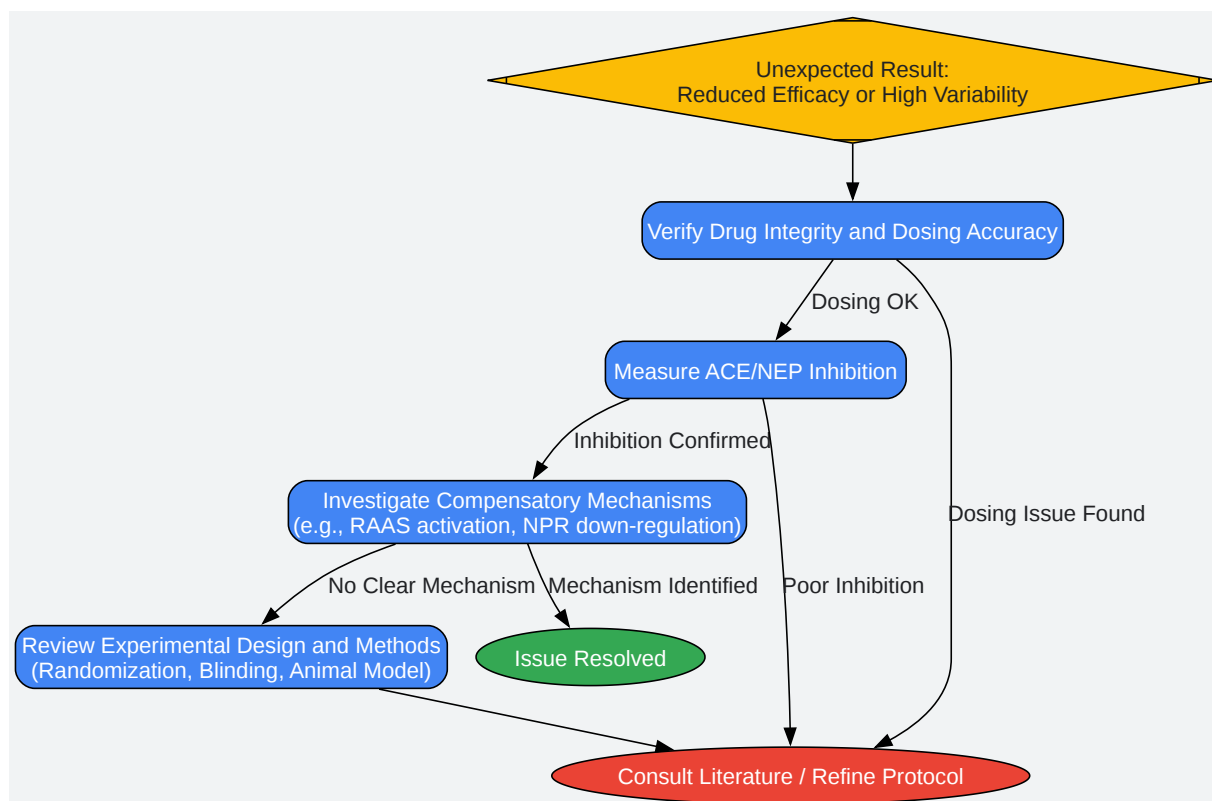 Unexpected Result:
Reduced Efficacy or High Variability
Verify Drug Integrity and Dosing Accuracy
Dosing OK
Measure ACE/NEP Inhibition
Inhibition Confirmed
Investigate Compensatory Mechanisms
(e.g., RAAS activation, NPR down-regulation)
Dosing Issue Found
No Clear Mechanism
Mechanism Identified
Poor Inhibition
Review Experimental Design and Methods
(Randomization, Blinding, Animal Model)
Issue Resolved
Consult Literature / Refine Protocol